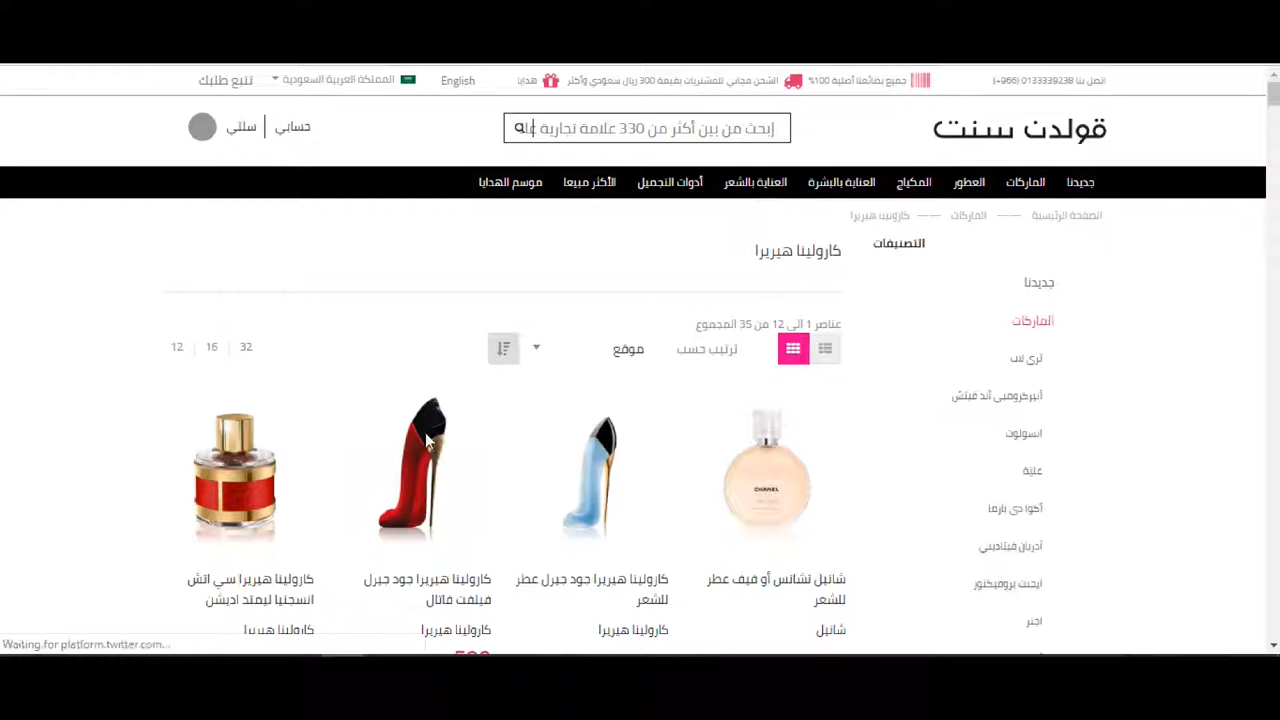 اتصل بنا 0133339238 (966+)
جميع بضائعنا أصلية 100%
الشحن مجاني للمشتريات بقيمة 300 ريال سعودي وأكثر
هدايا
English
المملكة العربية السعودية
تتبع طلبك
قولدن سنت
إبحث من بين أكثر من 330 علامة تجارية
حسابي
سلتي
جديدنا
الماركات
العطور
المكياج
العناية بالبشرة
العناية بالشعر
أدوات التجميل
الأكثر مبيعا
موسم الهدايا
الصفحة الرئيسية —— الماركات —— كارولينا هيريرا
التصنيفات
كارولينا هيريرا
جديدنا
الماركات
عناصر 1 الى 12 من 35 المجموع
ترتيب حسب
موقع
32
16
12
أبيركرومبي آند فيتش
انسولوت
آكوا دي بارما
أدريان فيتاديني
ايجنت بروفيكتور
اجنر
CHANEL
شانيل تشانس أو فيف عطر
للشعر
شانيل
كارولينا هيريرا جود جيرل عطر
للشعر
كارولينا هيريرا
كارولينا هيريرا جود جيرل
فيلفت فاتال
كارولينا هيريرا
كارولينا هيريرا سي اتش
انسجنيا ليمتد اديشن
كارولينا هيريرا
Waiting for platform.twitter.com...